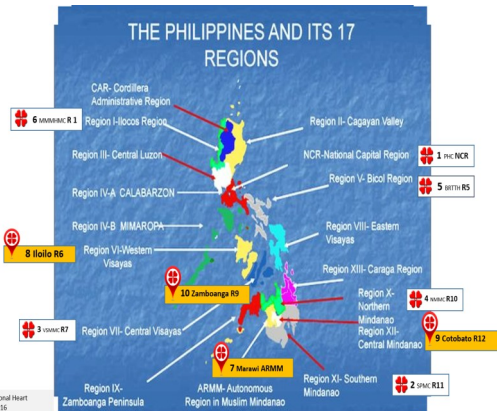 THE PHILIPPINES AND ITS 17
REGIONS
CAR- Cordillera
Administrative Region
6 MMMHMC R 1
Region I-Ilocos Region
Region II- Cagayan Valley
Region III- Central Luzon
NCR-National Capital Region
1 PHC NCR
Region V- Bicol Region
5 BRTTH R5
Region IV-A CALABARZON
Region IV-B MIMAROPA
Region VIII- Eastern
Visayas
8 Iloilo R6
Region VI-Western
Visayas
Region XIII- Caraga Region
10 Zamboanga R9
Region X-
Northern
Mindanao
4 NMMC R10
3 VSMMC R7
Region VII- Central Visayas
Region XII-
Central Mindanao
9 Cotobato R12
7 Marawi ARMM
Region XI- Southern
Mindanao
2 SPMC R11
Region IX-
Zamboanga Peninsula
ARMM- Autonomous
Region in Muslim Mindanao
onal Heart
16